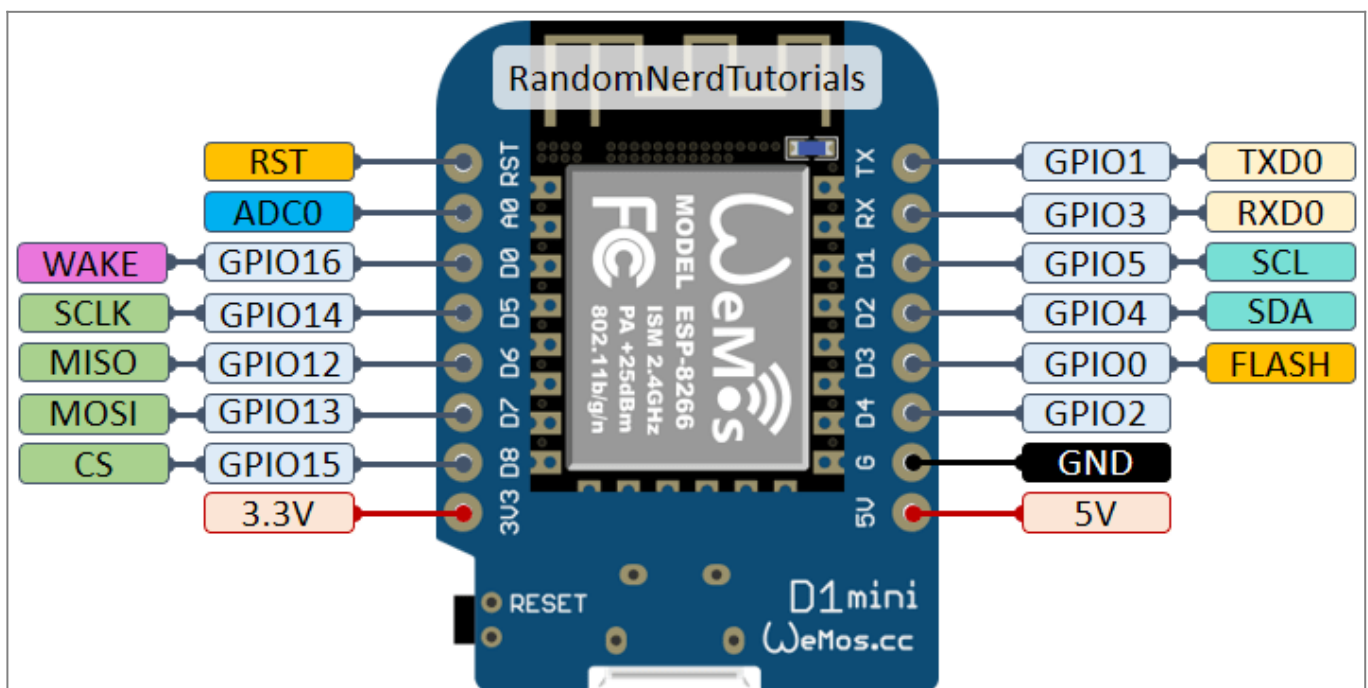 RandomNerdTutorials
RST RST TX GPIO1 TXD0
ADC0 A0 RX GPIO3 RXD0
WAKE GPIO16 D0 D1 GPIO5 SCL
SCLK GPIO14 D5 D2 GPIO4 SDA
MISO GPIO12 D6 D3 GPIO0 FLASH
MOSI GPIO13 D7 D4 GPIO2
CS GPIO15 D8 G GND
3.3V 3V3 5V 5V
WeMos
MODEL ESP-8266
ISM 2.4GHz
PA +25dBm
802.11b/g/n
FC
RESET
D1mini
WeMos.cc